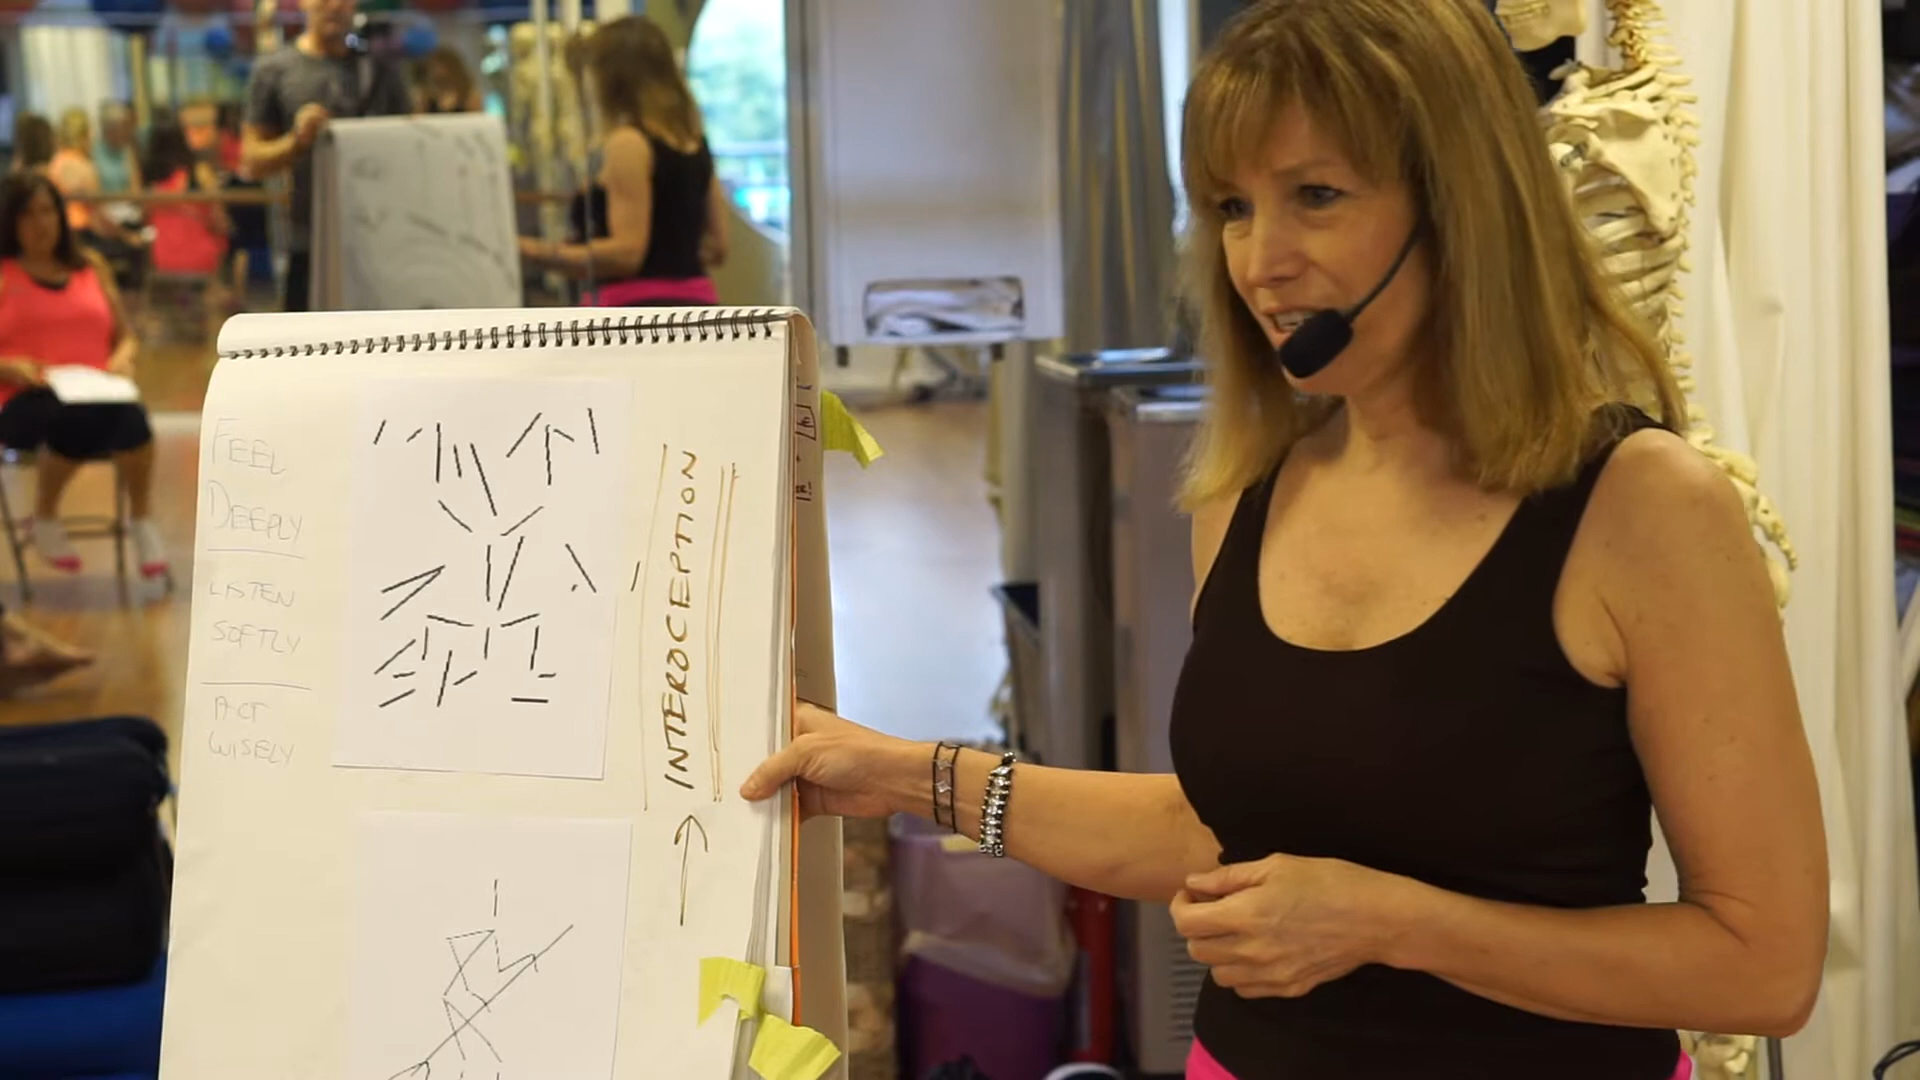 FEEL
DEEPLY
LISTEN
SOFTLY
ACT
WISELY
INTEROCEPTION